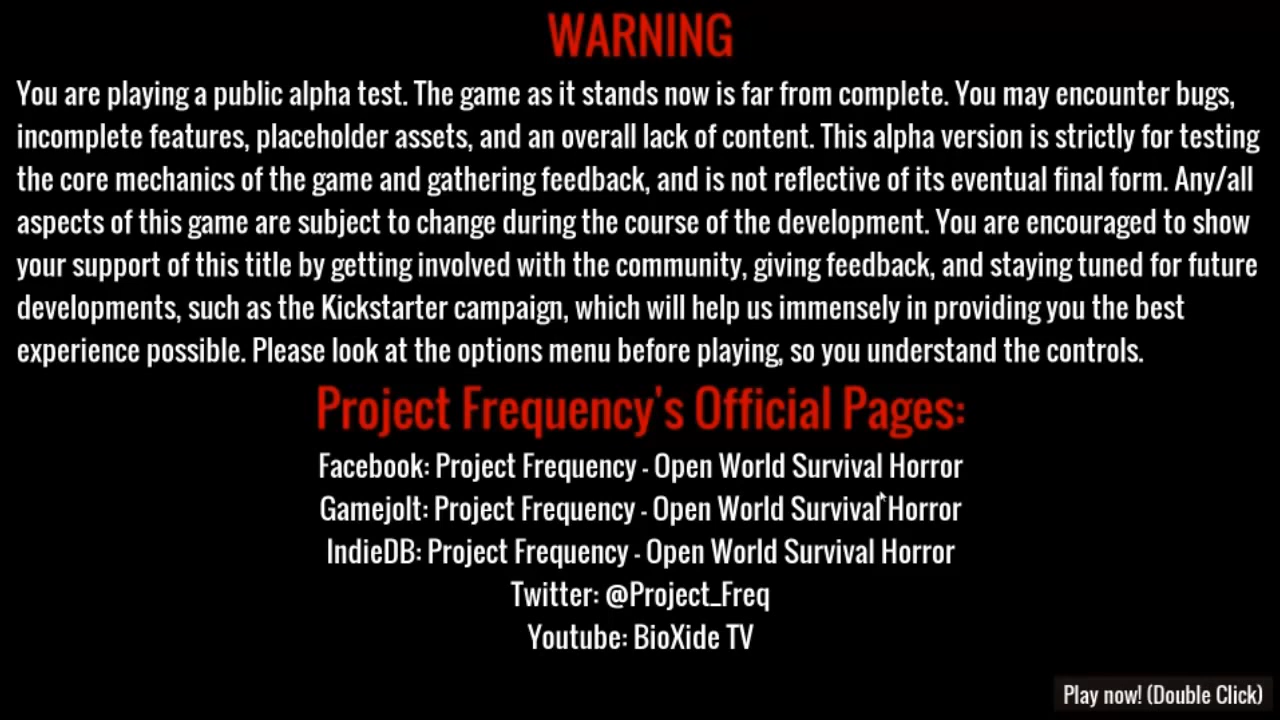 WARNING
You are playing a public alpha test. The game as it stands now is far from complete. You may encounter bugs,
incomplete features, placeholder assets, and an overall lack of content. This alpha version is strictly for testing
the core mechanics of the game and gathering feedback, and is not reflective of its eventual final form. Any/all
aspects of this game are subject to change during the course of the development. You are encouraged to show
your support of this title by getting involved with the community, giving feedback, and staying tuned for future
developments, such as the Kickstarter campaign, which will help us immensely in providing you the best
experience possible. Please look at the options menu before playing, so you understand the controls.
Project Frequency's Official Pages:
Facebook: Project Frequency - Open World Survival Horror
Gamejolt: Project Frequency - Open World Survival Horror
IndieDB: Project Frequency - Open World Survival Horror
Twitter: @Project_Freq
Youtube: BioXide TV
Play now! (Double Click)